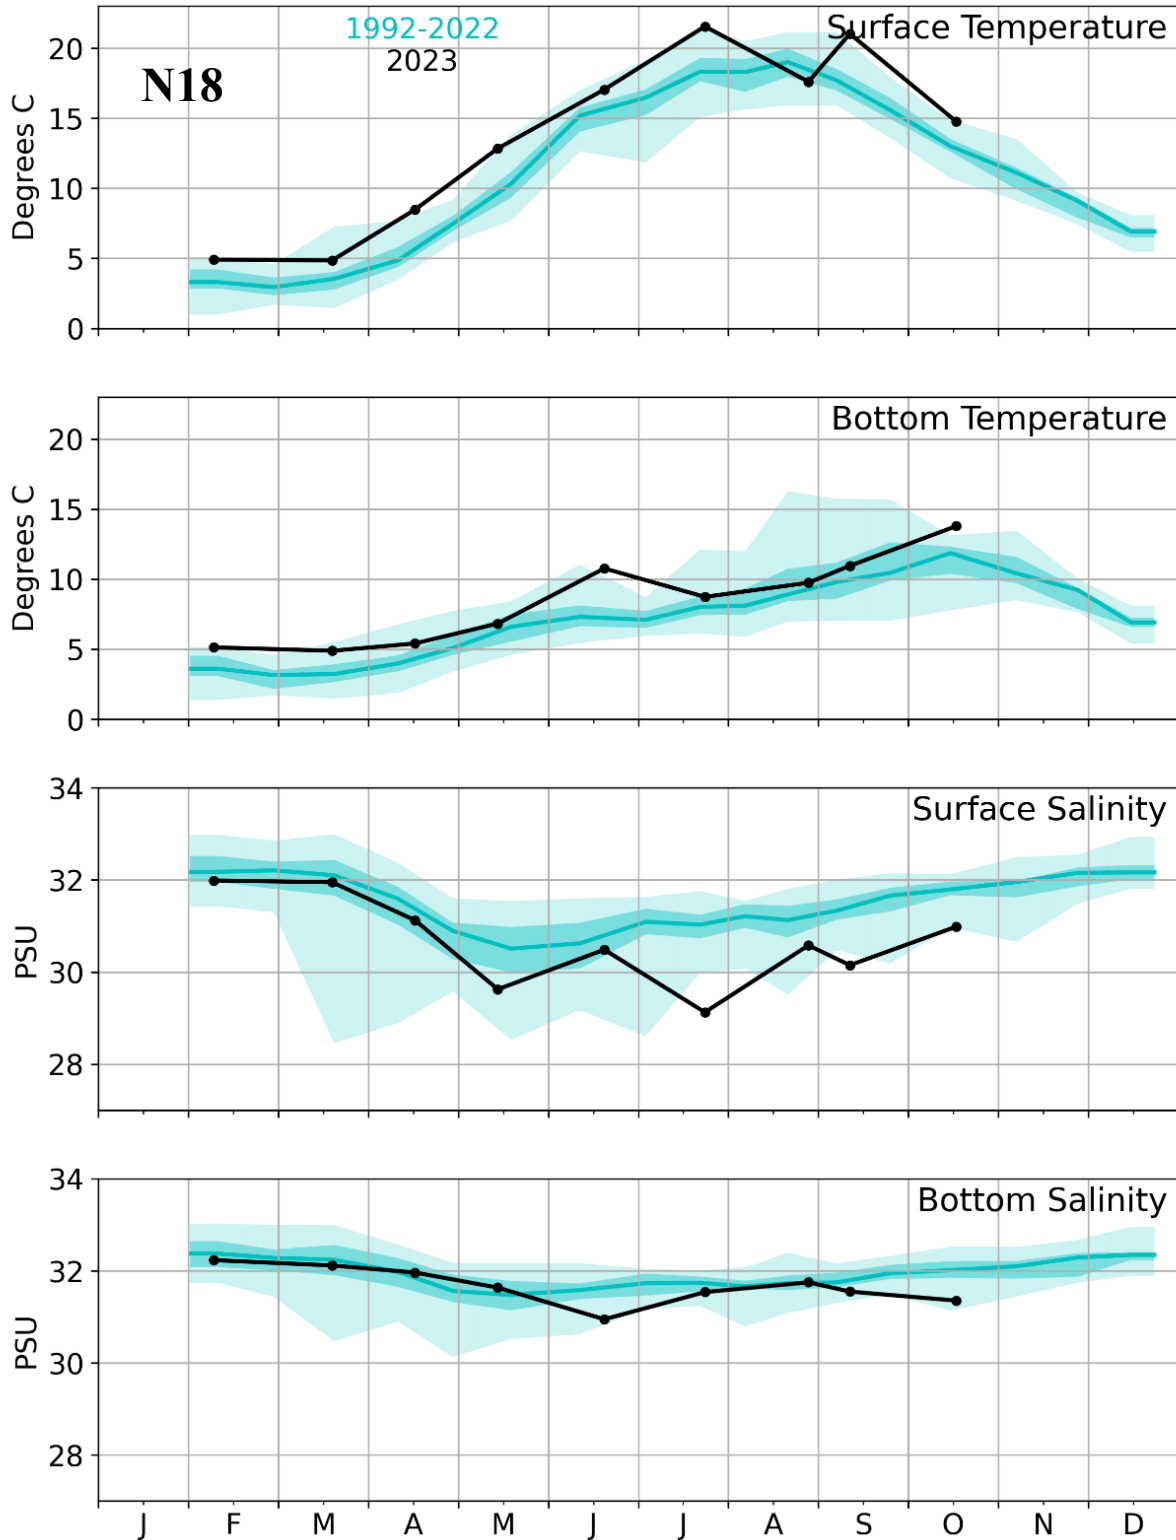 1992-2022
Surface Temperature
2023
N18
Degrees C
20
15
10
5
0
Bottom Temperature
Degrees C
20
15
10
5
0
Surface Salinity
PSU
34
32
30
28
Bottom Salinity
PSU
34
32
30
28
J F M A M J J A S O N D